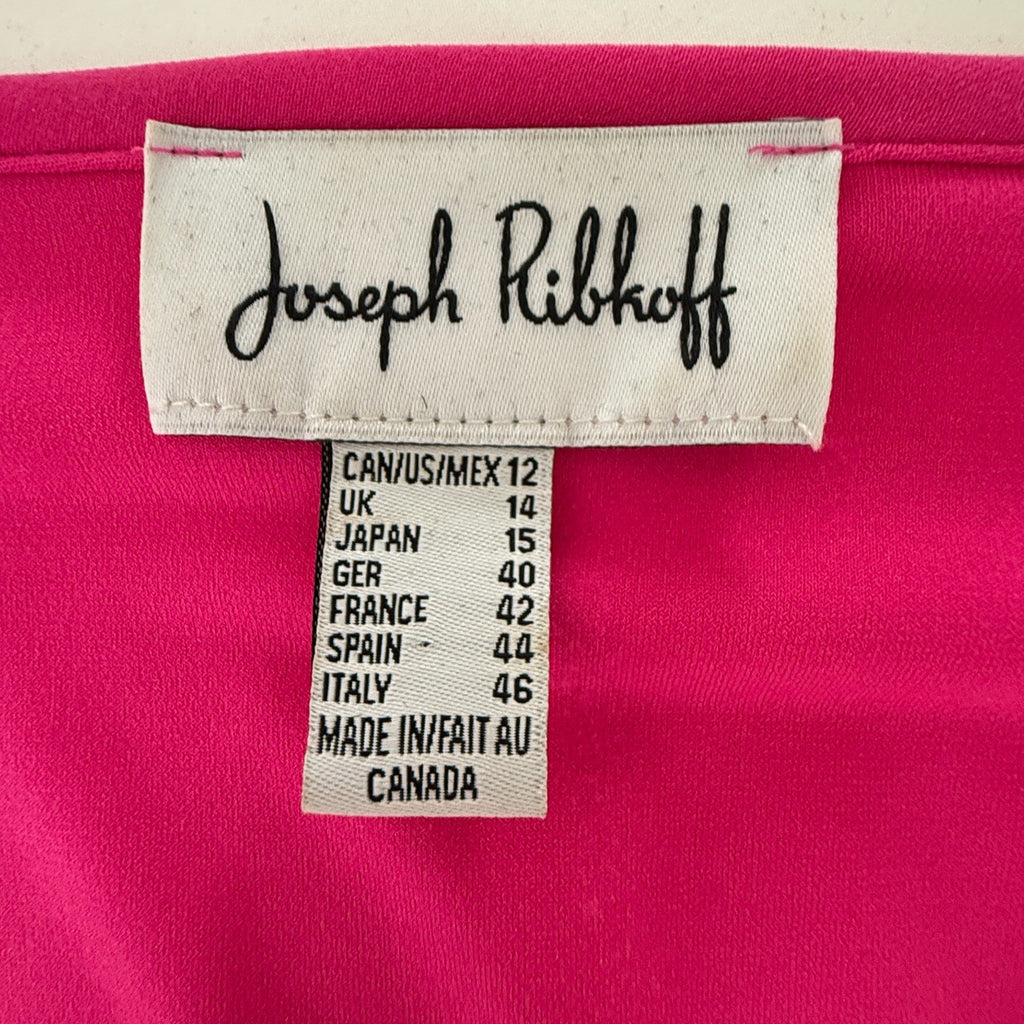 Joseph Ribkoff
CAN/US/MEX 12
UK 14
JAPAN 15
GER 40
FRANCE 42
SPAIN 44
ITALY 46
MADE IN/FAIT AU
CANADA